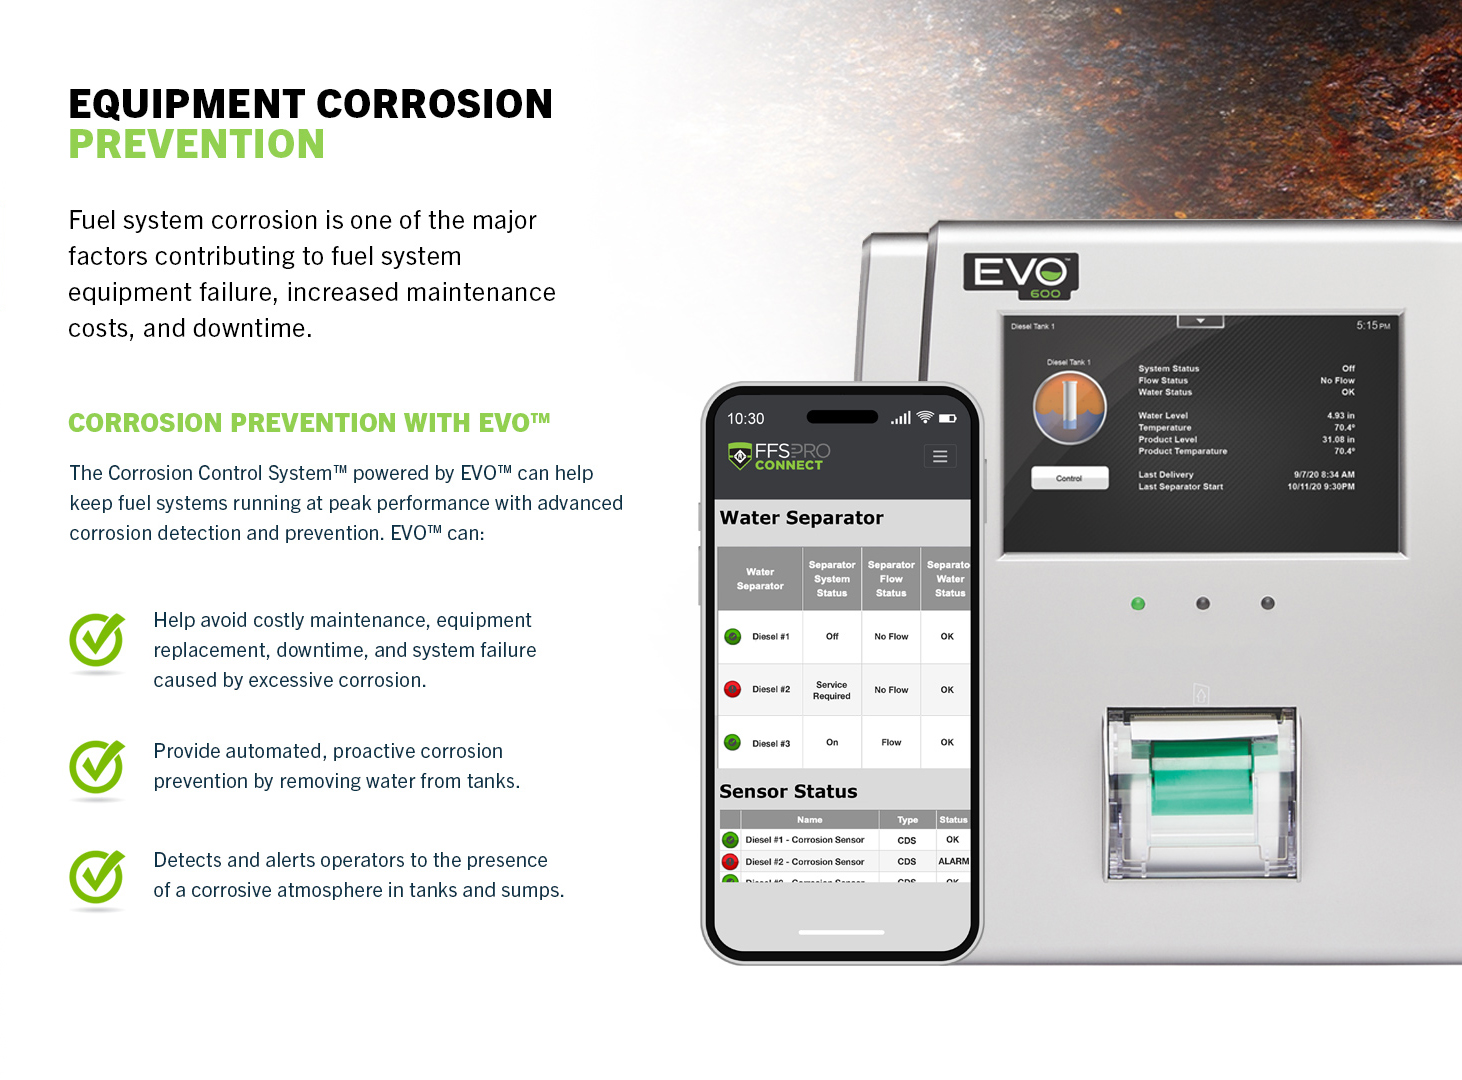 EQUIPMENT CORROSION
PREVENTION
Fuel system corrosion is one of the major
factors contributing to fuel system
equipment failure, increased maintenance
costs, and downtime.
CORROSION PREVENTION WITH EVO™
The Corrosion Control System™ powered by EVO™ can help
keep fuel systems running at peak performance with advanced
corrosion detection and prevention. EVO™ can:
Help avoid costly maintenance, equipment
replacement, downtime, and system failure
caused by excessive corrosion.
Provide automated, proactive corrosion
prevention by removing water from tanks.
Detects and alerts operators to the presence
of a corrosive atmosphere in tanks and sumps.
10:30
FFSPRO
CONNECT
Water Separator
Water Separator | Separator System Status | Separator Flow Status | Separato Water Status
Diesel #1 Off No Flow OK
Diesel #2 Service Required No Flow OK
Diesel #3 On Flow OK
Sensor Status
Name Type Status
Diesel #1 - Corrosion Sensor CDS OK
Diesel #2 - Corrosion Sensor CDS ALARM
EVO™
600
Diesel Tank 1 5:15 PM
Diesel Tank 1
System Status Off
Flow Status No Flow
Water Status OK
Water Level 4.93 in
Temperature 70.4°
Product Level 31.08 in
Product Temparature 70.4°
Control
Last Delivery 9/7/20 8:34 AM
Last Separator Start 10/11/20 9:30PM